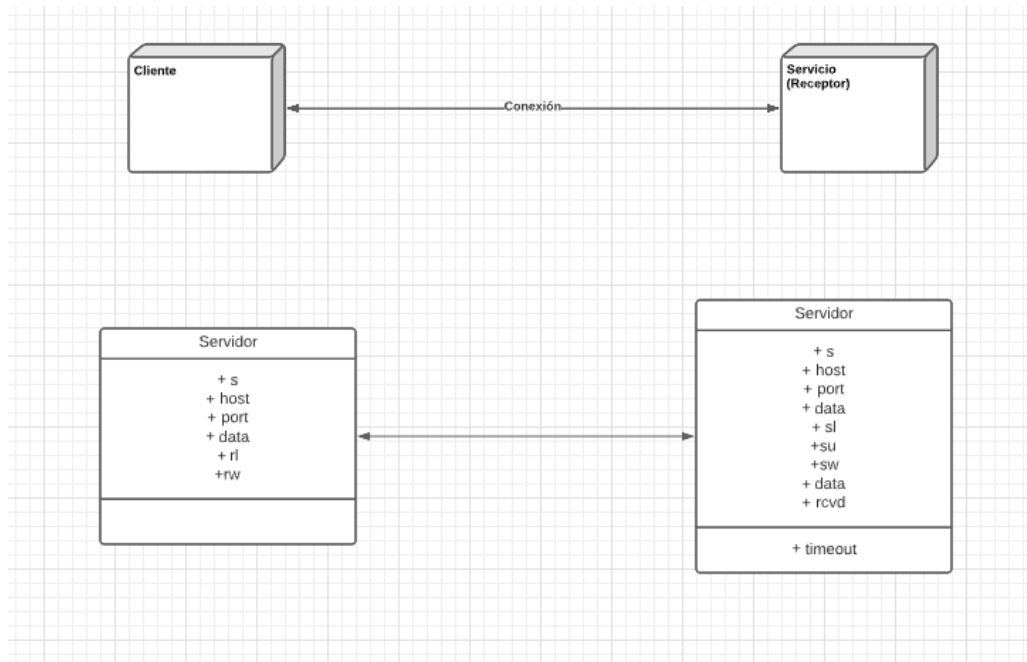 Cliente
Servicio
(Receptor)
Conexión
Servidor
+ s
+ host
+ port
+ data
+ rl
+rw
Servidor
+ s
+ host
+ port
+ data
+ sl
+su
+sw
+ data
+ rcvd
+ timeout